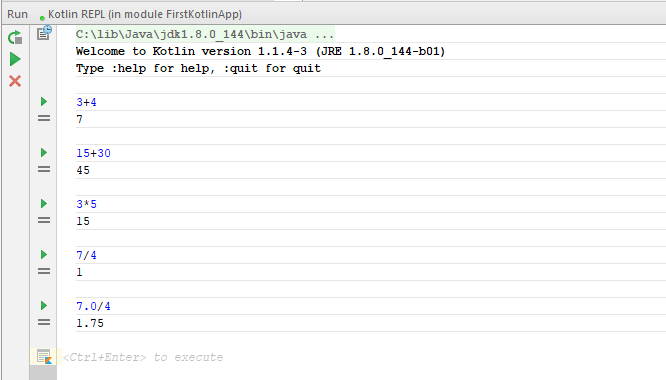 Run Kotlin REPL (in module FirstKotlinApp)
C:\lib\Java\jdk1.8.0_144\bin\java ...
Welcome to Kotlin version 1.1.4-3 (JRE 1.8.0_144-b01)
Type :help for help, :quit for quit
3+4
7
15+30
45
3*5
15
7/4
1
7.0/4
1.75
<Ctrl+Enter> to execute